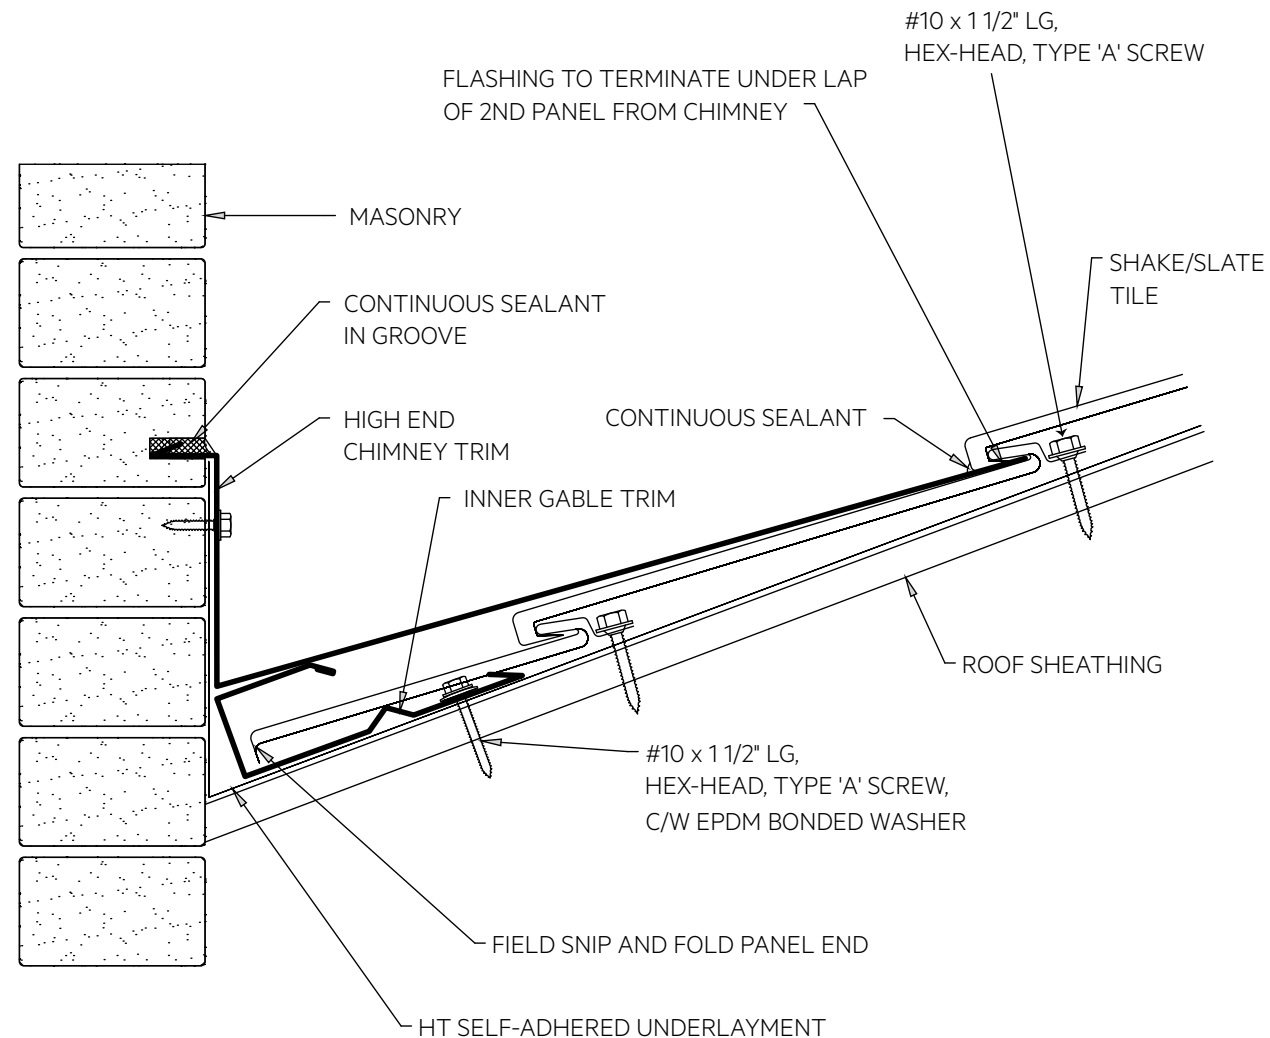 #10 x 1 1/2" LG,
HEX-HEAD, TYPE 'A' SCREW
FLASHING TO TERMINATE UNDER LAP
OF 2ND PANEL FROM CHIMNEY
MASONRY
SHAKE/SLATE
TILE
CONTINUOUS SEALANT
IN GROOVE
HIGH END
CHIMNEY TRIM
CONTINUOUS SEALANT
INNER GABLE TRIM
ROOF SHEATHING
#10 x 1 1/2" LG,
HEX-HEAD, TYPE 'A' SCREW,
C/W EPDM BONDED WASHER
FIELD SNIP AND FOLD PANEL END
HT SELF-ADHERED UNDERLAYMENT